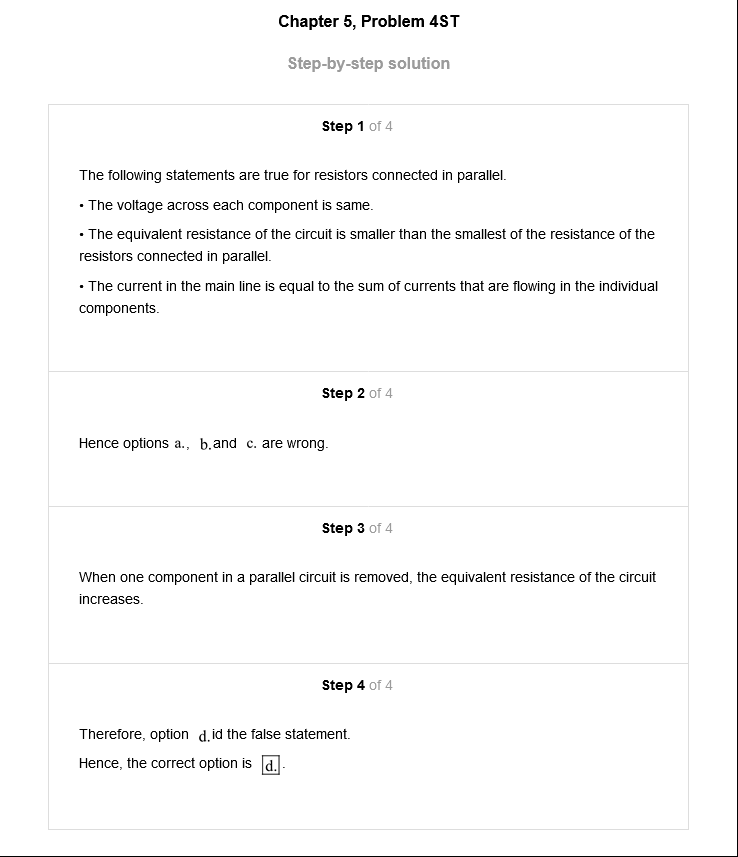 Chapter 5, Problem 4ST
Step-by-step solution
Step 1 of 4
The following statements are true for resistors connected in parallel.
• The voltage across each component is same.
• The equivalent resistance of the circuit is smaller than the smallest of the resistance of the
resistors connected in parallel.
• The current in the main line is equal to the sum of currents that are flowing in the individual
components.
Step 2 of 4
Hence options a., b. and c. are wrong.
Step 3 of 4
When one component in a parallel circuit is removed, the equivalent resistance of the circuit
increases.
Step 4 of 4
Therefore, option d. id the false statement.
Hence, the correct option is d. .